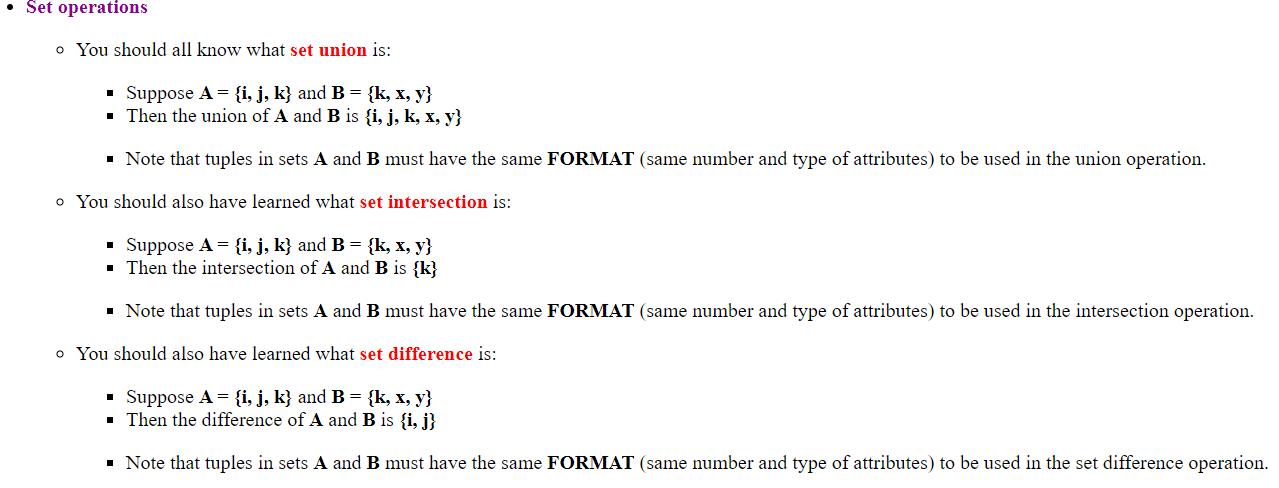 Set operations
You should all know what set union is:
Suppose A = {i, j, k} and B = {k, x, y}
Then the union of A and B is {i, j, k, x, y}
Note that tuples in sets A and B must have the same FORMAT (same number and type of attributes) to be used in the union operation.
You should also have learned what set intersection is:
Suppose A = {i, j, k} and B = {k, x, y}
Then the intersection of A and B is {k}
Note that tuples in sets A and B must have the same FORMAT (same number and type of attributes) to be used in the intersection operation.
You should also have learned what set difference is:
Suppose A = {i, j, k} and B = {k, x, y}
Then the difference of A and B is {i, j}
Note that tuples in sets A and B must have the same FORMAT (same number and type of attributes) to be used in the set difference operation.